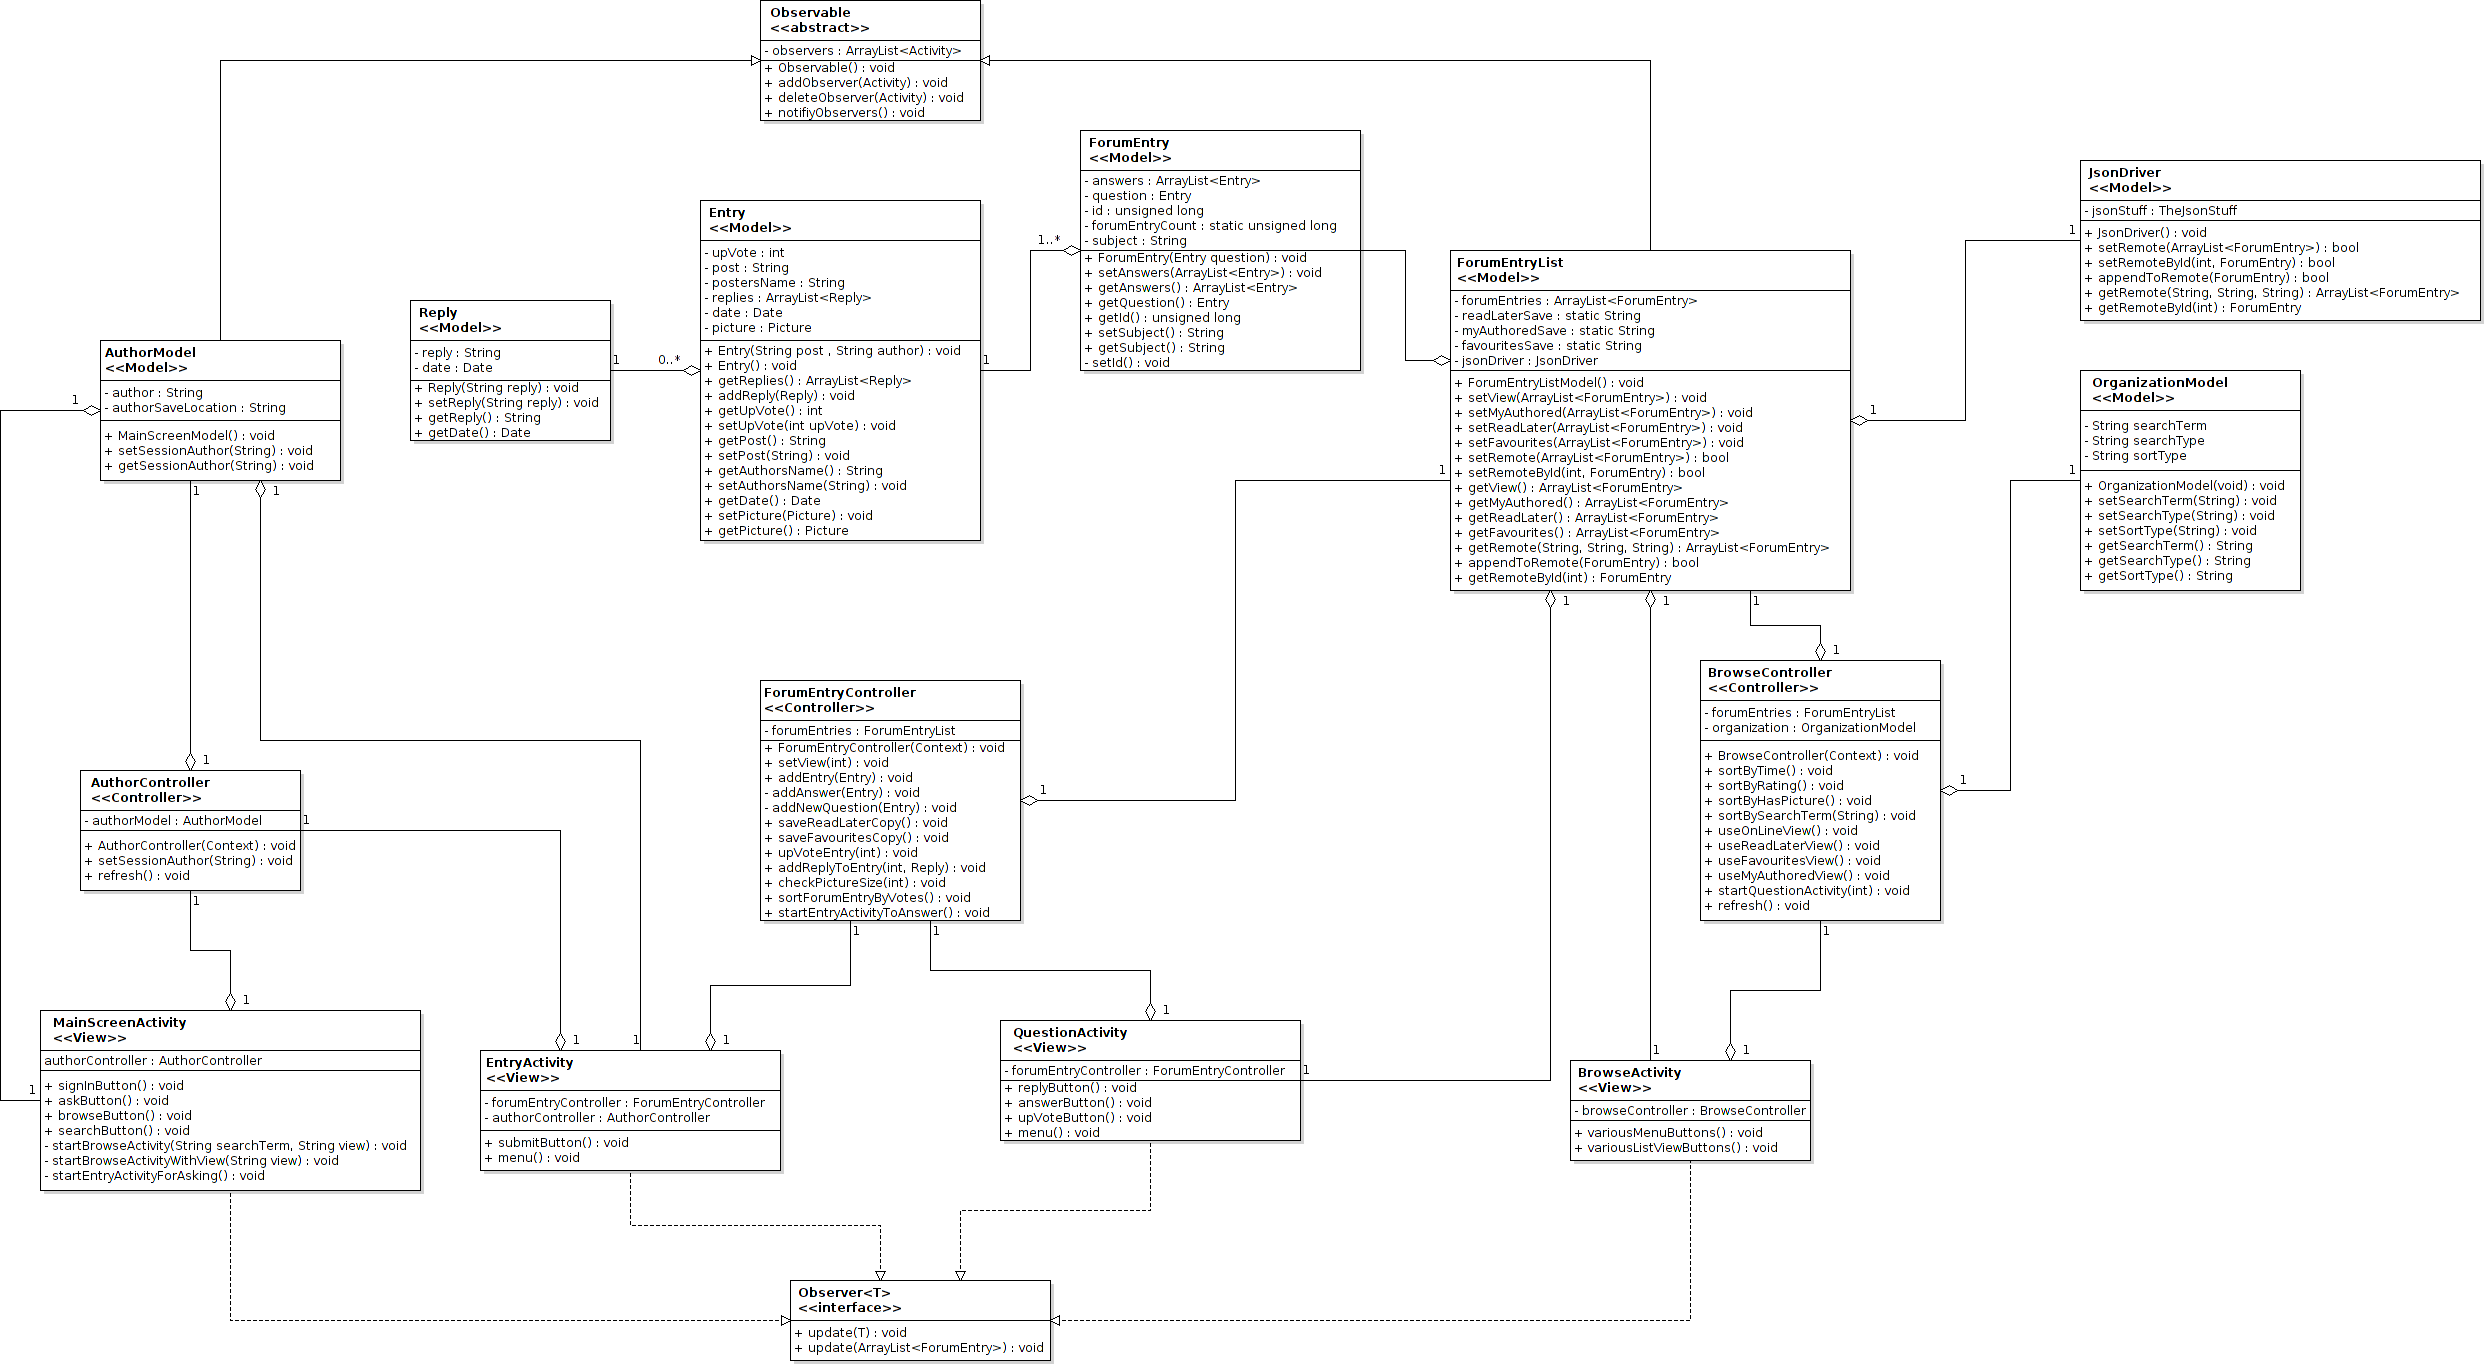 Observable
<<abstract>>
- observers : ArrayList<Activity>
+ Observable() : void
+ addObserver(Activity) : void
+ deleteObserver(Activity) : void
+ notifiyObservers() : void
ForumEntry
<<Model>>
- answers : ArrayList<Entry>
- question : Entry
- id : unsigned long
- forumEntryCount : static unsigned long
- subject : String
+ ForumEntry(Entry question) : void
+ setAnswers(ArrayList<Entry>) : void
+ getAnswers() : ArrayList<Entry>
+ getQuestion() : Entry
+ getId() : unsigned long
+ setSubject() : String
+ getSubject() : String
- setId() : void
1..*
JsonDriver
<<Model>>
- jsonStuff : TheJsonStuff
+ JsonDriver() : void
+ setRemote(ArrayList<ForumEntry>) : bool
+ setRemoteById(int, ForumEntry) : bool
+ appendToRemote(ForumEntry) : bool
+ getRemote(String, String, String) : ArrayList<ForumEntry>
+ getRemoteById(int) : ForumEntry
1
Entry
<<Model>>
- upVote : int
- post : String
- postersName : String
- replies : ArrayList<Reply>
- date : Date
- picture : Picture
+ Entry(String post , String author) : void
+ Entry() : void
+ getReplies() : ArrayList<Reply>
+ addReply(Reply) : void
+ getUpVote() : int
+ setUpVote(int upVote) : void
+ getPost() : String
+ setPost(String) : void
+ getAuthorsName() : String
+ setAuthorsName(String) : void
+ getDate() : Date
+ setPicture(Picture) : void
+ getPicture() : Picture
1
0..*
Reply
<<Model>>
- reply : String
- date : Date
+ Reply(String reply) : void
+ setReply(String reply) : void
+ getReply() : String
+ getDate() : Date
1
ForumEntryList
<<Model>>
- forumEntries : ArrayList<ForumEntry>
- readLaterSave : static String
- myAuthoredSave : static String
- favouritesSave : static String
- jsonDriver : JsonDriver
+ ForumEntryListModel() : void
+ setView(ArrayList<ForumEntry>) : void
+ setMyAuthored(ArrayList<ForumEntry>) : void
+ setReadLater(ArrayList<ForumEntry>) : void
+ setFavourites(ArrayList<ForumEntry>) : void
+ setRemote(ArrayList<ForumEntry>) : bool
+ setRemoteById(int, ForumEntry) : bool
+ getView() : ArrayList<ForumEntry>
+ getMyAuthored() : ArrayList<ForumEntry>
+ getReadLater() : ArrayList<ForumEntry>
+ getFavourites() : ArrayList<ForumEntry>
+ getRemote(String, String, String) : ArrayList<ForumEntry>
+ appendToRemote(ForumEntry) : bool
+ getRemoteById(int) : ForumEntry
1
1
1
1
1
AuthorModel
<<Model>>
- author : String
- authorSaveLocation : String
+ MainScreenModel() : void
+ setSessionAuthor(String) : void
+ getSessionAuthor(String) : void
1
1
1
OrganizationModel
<<Model>>
- String searchTerm
- String searchType
- String sortType
+ OrganizationModel(void) : void
+ setSearchTerm(String) : void
+ setSearchType(String) : void
+ setSortType(String) : void
+ getSearchTerm() : String
+ getSearchType() : String
+ getSortType() : String
1
BrowseController
<<Controller>>
- forumEntries : ForumEntryList
- organization : OrganizationModel
+ BrowseController(Context) : void
+ sortByTime() : void
+ sortByRating() : void
+ sortByHasPicture() : void
+ sortBySearchTerm(String) : void
+ useOnLineView() : void
+ useReadLaterView() : void
+ useFavouritesView() : void
+ useMyAuthoredView() : void
+ startQuestionActivity(int) : void
+ refresh() : void
1
1
1
ForumEntryController
<<Controller>>
- forumEntries : ForumEntryList
+ ForumEntryController(Context) : void
+ setView(int) : void
+ addEntry(Entry) : void
- addAnswer(Entry) : void
- addNewQuestion(Entry) : void
+ saveReadLaterCopy() : void
+ saveFavouritesCopy() : void
+ upVoteEntry(int) : void
+ addReplyToEntry(int, Reply) : void
+ checkPictureSize(int) : void
+ sortForumEntryByVotes() : void
+ startEntryActivityToAnswer() : void
1
1
1
AuthorController
<<Controller>>
- authorModel : AuthorModel
+ AuthorController(Context) : void
+ setSessionAuthor(String) : void
+ refresh() : void
1
1
1
MainScreenActivity
<<View>>
authorController : AuthorController
+ signInButton() : void
+ askButton() : void
+ browseButton() : void
+ searchButton() : void
- startBrowseActivity(String searchTerm, String view) : void
- startBrowseActivityWithView(String view) : void
- startEntryActivityForAsking() : void
1
1
EntryActivity
<<View>>
- forumEntryController : ForumEntryController
- authorController : AuthorController
+ submitButton() : void
+ menu() : void
1
1
1
QuestionActivity
<<View>>
- forumEntryController : ForumEntryController
+ replyButton() : void
+ answerButton() : void
+ upVoteButton() : void
+ menu() : void
1
1
BrowseActivity
<<View>>
- browseController : BrowseController
+ variousMenuButtons() : void
+ variousListViewButtons() : void
1
1
Observer<T>
<<interface>>
+ update(T) : void
+ update(ArrayList<ForumEntry>) : void